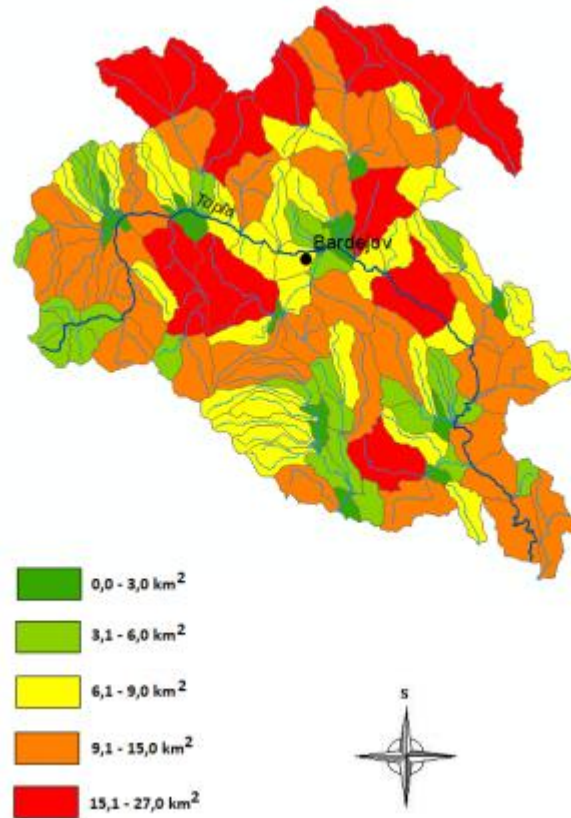 Topľa
Bardejov
0,0 - 3,0 km²
3,1 - 6,0 km²
6,1 - 9,0 km²
9,1 - 15,0 km²
15,1 - 27,0 km²
S